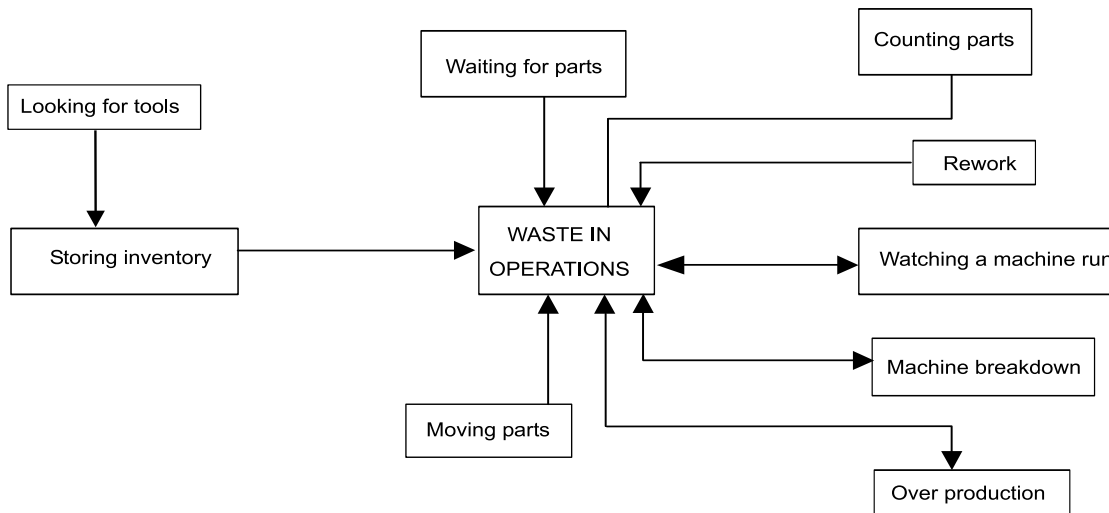 Counting parts
Waiting for parts
Looking for tools
Rework
WASTE IN
OPERATIONS
Storing inventory
Watching a machine run
Machine breakdown
Moving parts
Over production